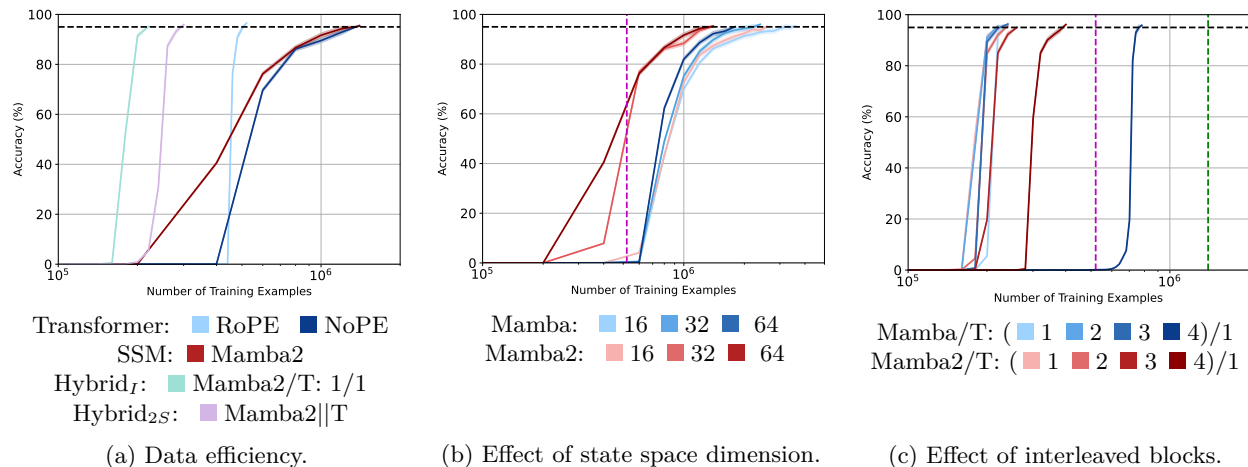 100
80
60
40
20
0
Accuracy (%)
10^5
10^6
Number of Training Examples
Transformer: RoPE NoPE
SSM: Mamba2
Hybrid_I: Mamba2/T: 1/1
Hybrid_2S: Mamba2||T
(a) Data efficiency.
100
80
60
40
20
0
Accuracy (%)
10^5
10^6
Number of Training Examples
Mamba: 16 32 64
Mamba2: 16 32 64
(b) Effect of state space dimension.
100
80
60
40
20
0
Accuracy (%)
10^5
10^6
Number of Training Examples
Mamba/T: ( 1 2 3 4)/1
Mamba2/T: ( 1 2 3 4)/1
(c) Effect of interleaved blocks.